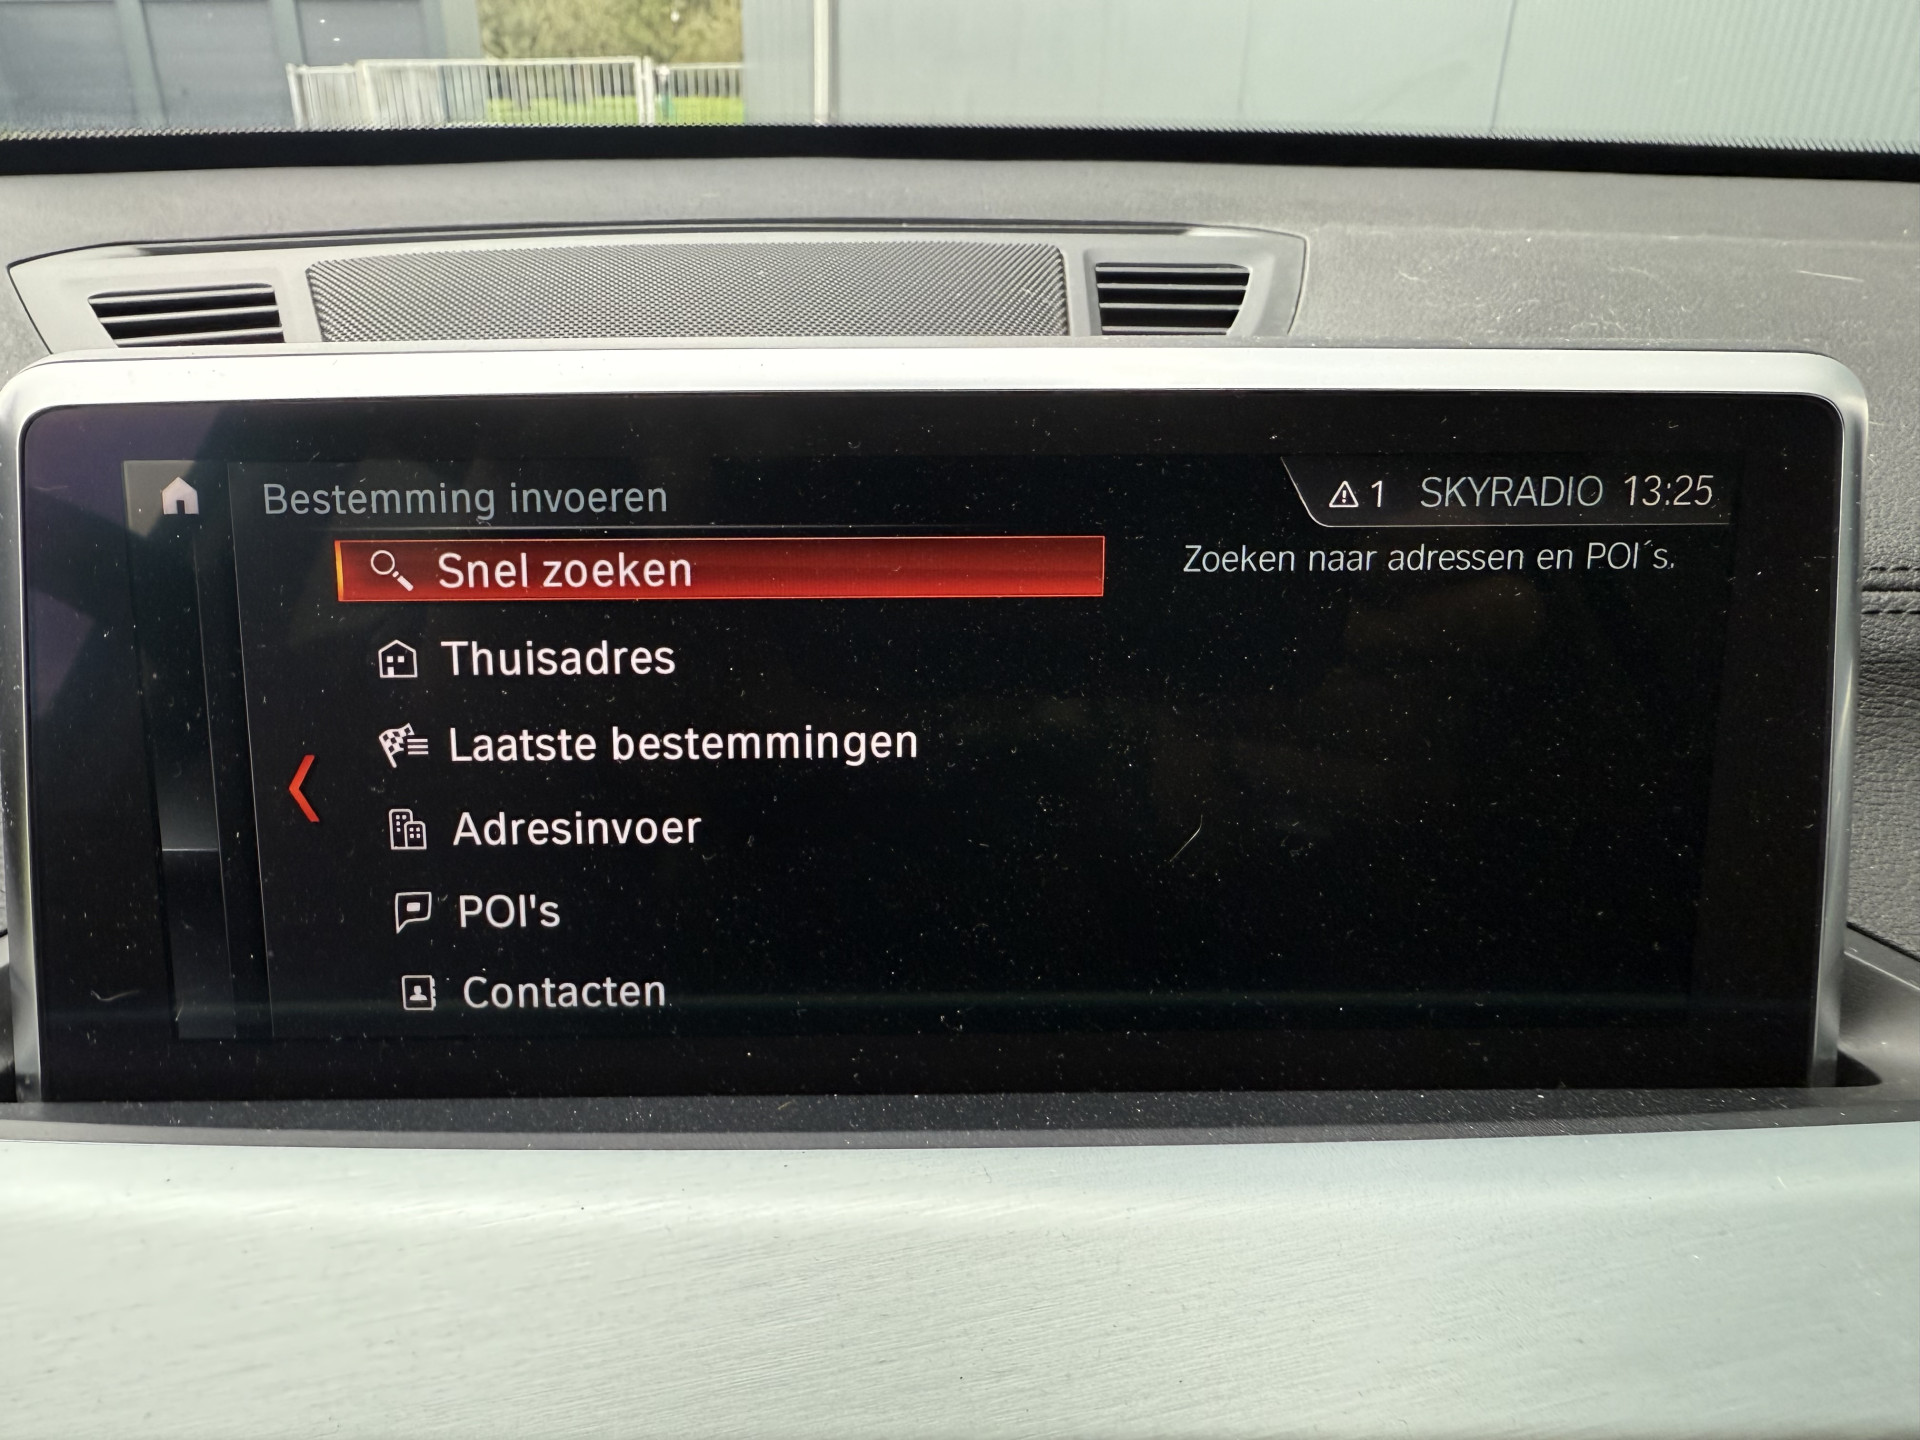 Bestemming invoeren
1 SKYRADIO 13:25
Snel zoeken
Zoeken naar adressen en POI´s.
Thuisadres
Laatste bestemmingen
Adresinvoer
POI's
Contacten